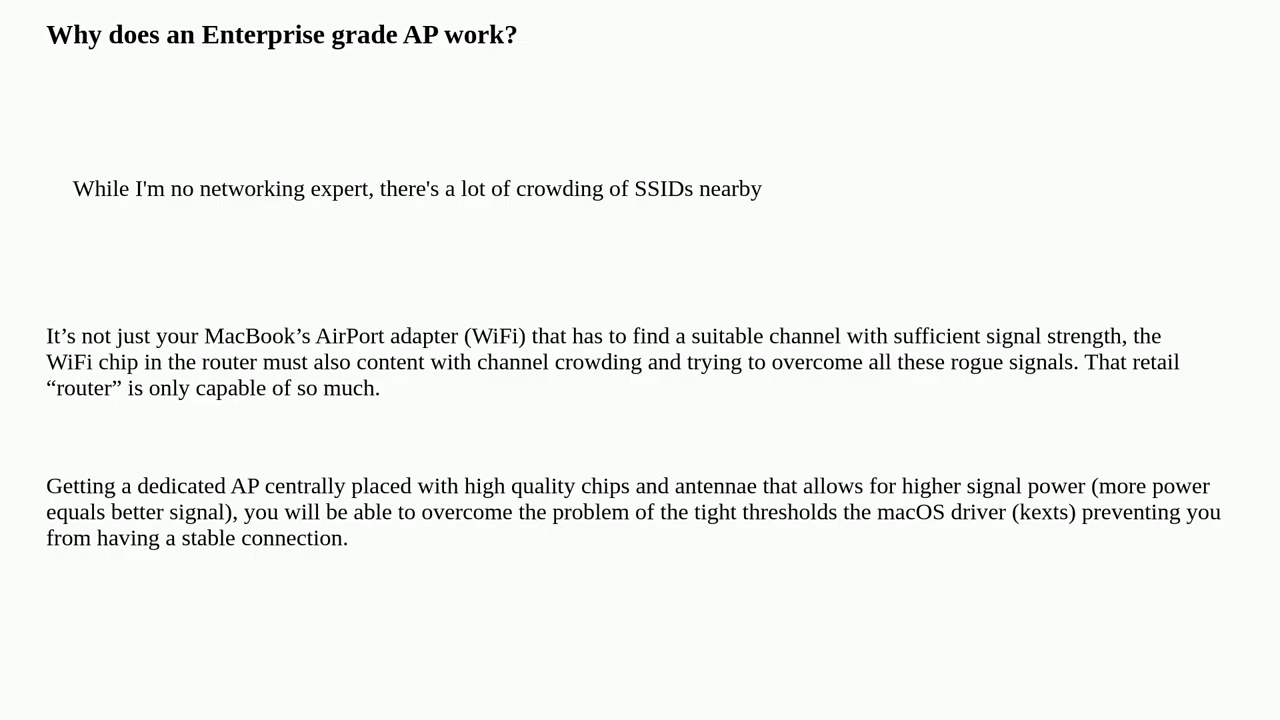 Why does an Enterprise grade AP work?
While I'm no networking expert, there's a lot of crowding of SSIDs nearby
It’s not just your MacBook’s AirPort adapter (WiFi) that has to find a suitable channel with sufficient signal strength, the
WiFi chip in the router must also content with channel crowding and trying to overcome all these rogue signals. That retail
“router” is only capable of so much.
Getting a dedicated AP centrally placed with high quality chips and antennae that allows for higher signal power (more power
equals better signal), you will be able to overcome the problem of the tight thresholds the macOS driver (kexts) preventing you
from having a stable connection.